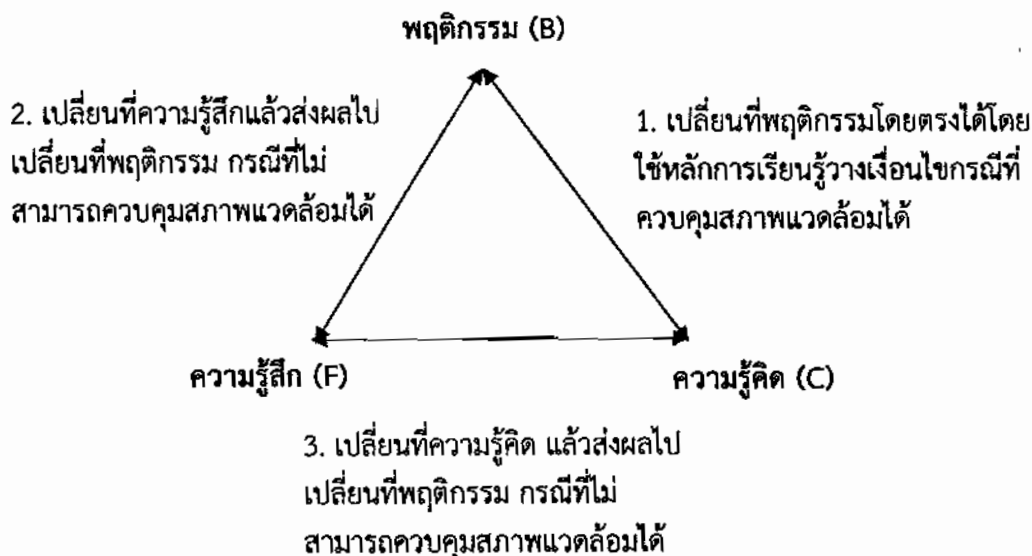 พฤติกรรม (B)
2. เปลี่ยนที่ความรู้สึกแล้วส่งผลไป
เปลี่ยนที่พฤติกรรม กรณีที่ไม่
สามารถควบคุมสภาพแวดล้อมได้
1. เปลี่ยนที่พฤติกรรมโดยตรงได้โดย
ใช้หลักการเรียนรู้วางเงื่อนไขกรณีที่
ควบคุมสภาพแวดล้อมได้
ความรู้สึก (F)
ความรู้คิด (C)
3. เปลี่ยนที่ความรู้คิด แล้วส่งผลไป
เปลี่ยนที่พฤติกรรม กรณีที่ไม่
สามารถควบคุมสภาพแวดล้อมได้